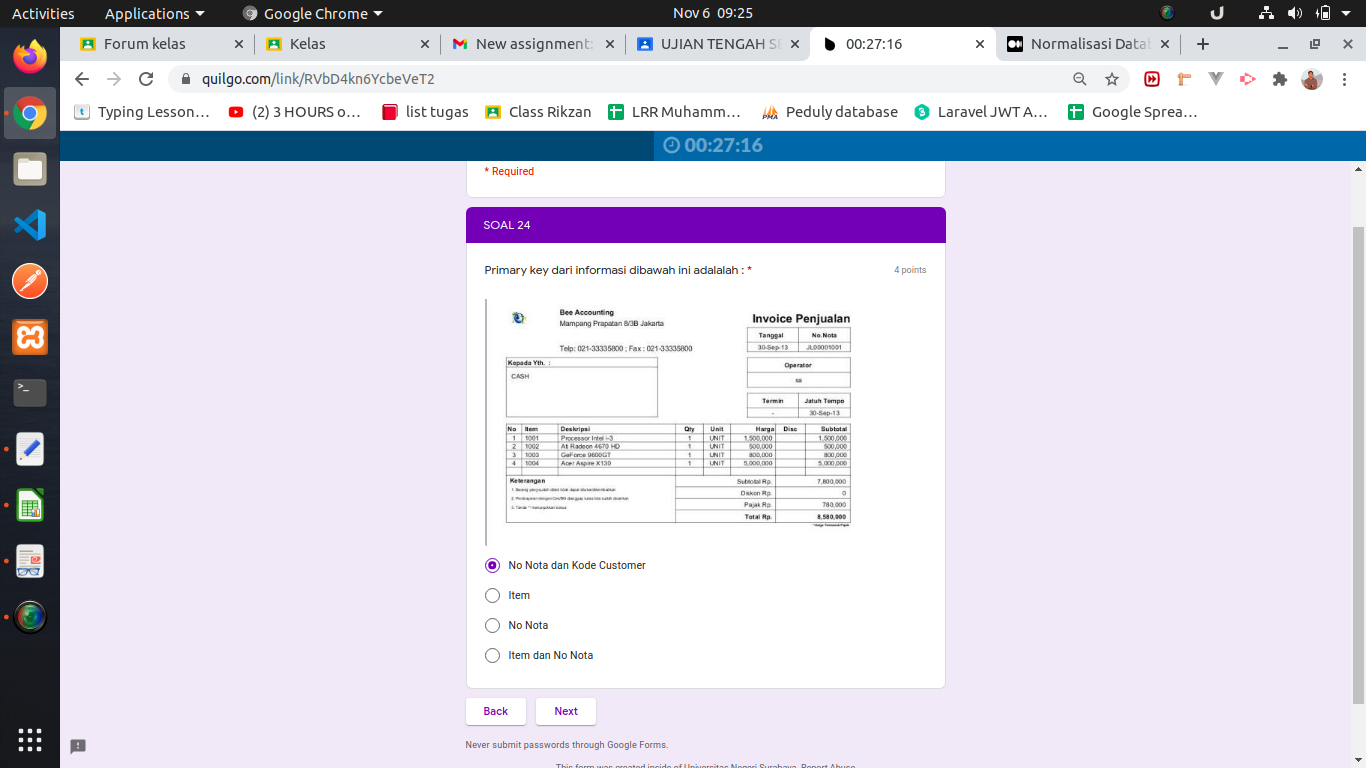 Activities Applications Google Chrome Nov 6 09:25
Forum kelas Kelas New assignment: UJIAN TENGAH SE 00:27:16 Normalisasi Datab
quilgo.com/link/RVbD4kn6YcbeVeT2
Typing Lesson… (2) 3 HOURS o… list tugas Class Rikzan LRR Muhamm… Peduly database Laravel JWT A… Google Sprea…
00:27:16
* Required
SOAL 24
Primary key dari informasi dibawah ini adalalah : * 4 points
Bee Accounting
Mampang Prapatan 8/3B Jakarta
Invoice Penjualan
Tanggal No.Nota
30-Sep-13 JL00001001
Telp: 021-33335800 ; Fax : 021-33335800
Kepada Yth. :
Operator
CASH
sa
Termin Jatuh Tempo
- 30-Sep-13
No Item Deskripsi Qty Unit Harga Disc Subtotal
1 1001 Processor Intel i-3 1 UNIT 1,500,000 1,500,000
2 1002 Ati Radeon 4670 HD 1 UNIT 500,000 500,000
3 1003 GeForce 9600GT 1 UNIT 800,000 800,000
4 1004 Acer Aspire X130 1 UNIT 5,000,000 5,000,000
Keterangan
Subtotal Rp. 7,800,000
Diskon Rp. 0
Pajak Rp. 780,000
Total Rp. 8,580,000
No Nota dan Kode Customer
Item
No Nota
Item dan No Nota
Back Next
Never submit passwords through Google Forms.
This form was created inside of Universitas Negeri Surabaya. Report Abuse